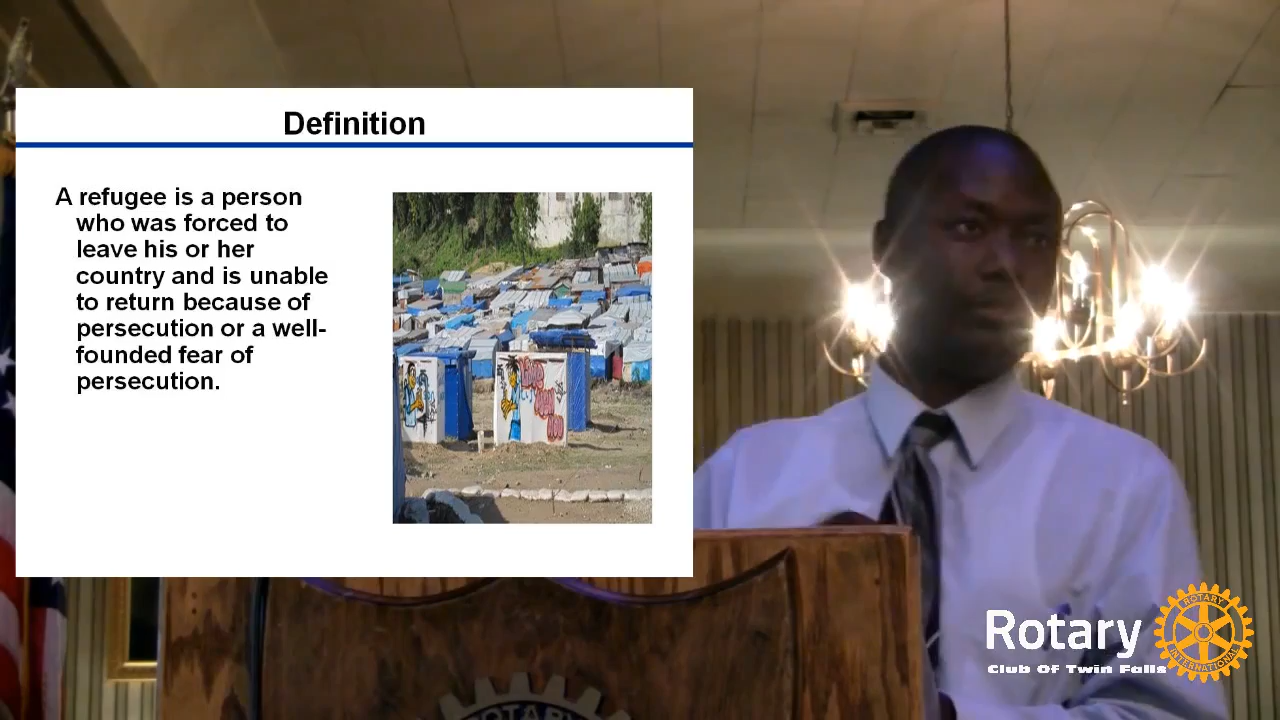 Definition
A refugee is a person
who was forced to
leave his or her
country and is unable
to return because of
persecution or a well-
founded fear of
persecution.
Rotary
Club Of Twin Falls
ROTARY
INTERNATIONAL
ROTARY